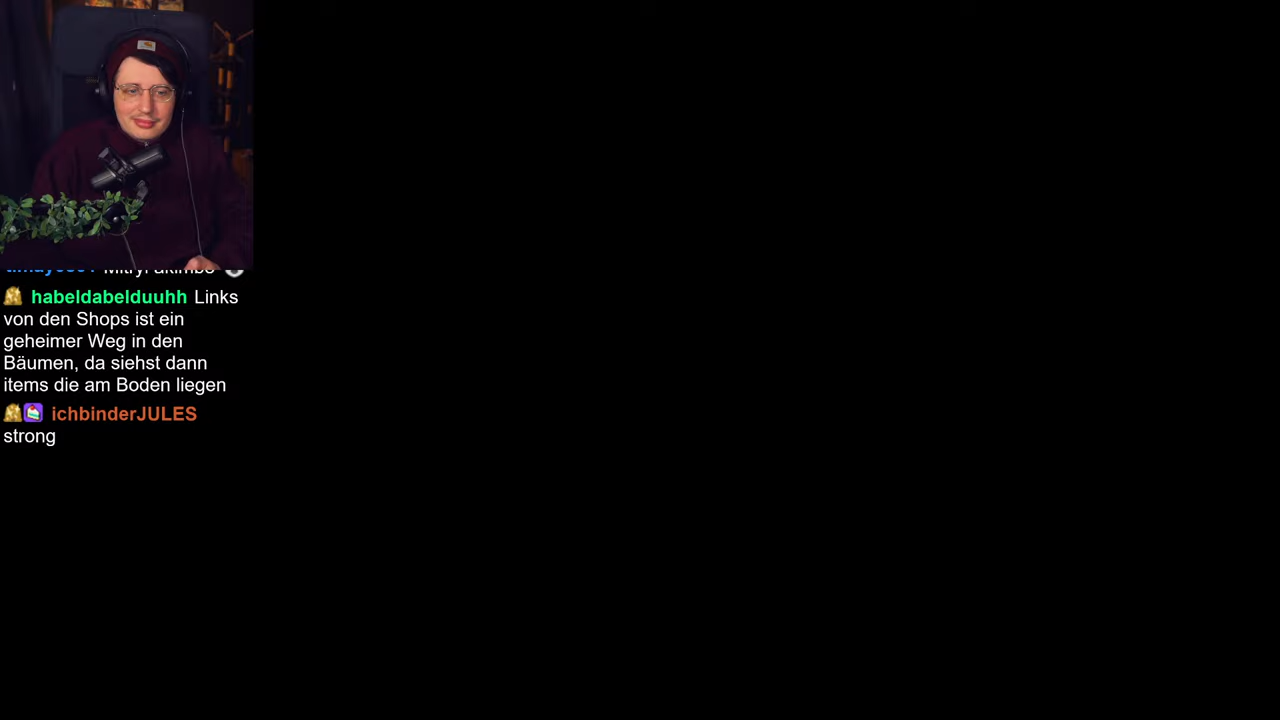 habeldabelduuhh Links
von den Shops ist ein
geheimer Weg in den
Bäumen, da siehst dann
items die am Boden liegen
ichbinderJULES
strong